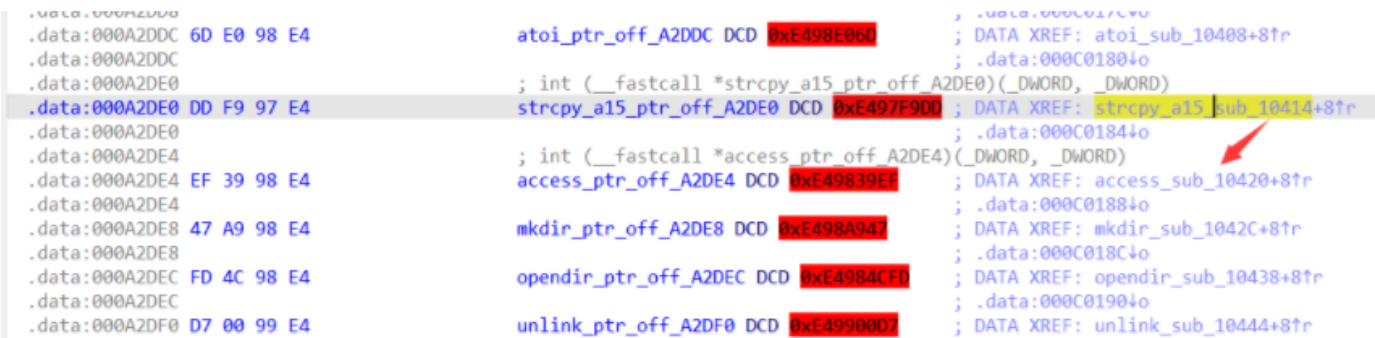 .data:000A2DD8 ; .data:000C017C↓o
.data:000A2DDC 6D E0 98 E4 atoi_ptr_off_A2DDC DCD 0xE498E06D ; DATA XREF: atoi_sub_10408+8↑r
.data:000A2DDC ; .data:000C0180↓o
.data:000A2DE0 ; int (__fastcall *strcpy_a15_ptr_off_A2DE0)(_DWORD, _DWORD)
.data:000A2DE0 DD F9 97 E4 strcpy_a15_ptr_off_A2DE0 DCD 0xE497F9DD ; DATA XREF: strcpy_a15_sub_10414+8↑r
.data:000A2DE0 ; .data:000C0184↓o
.data:000A2DE4 ; int (__fastcall *access_ptr_off_A2DE4)(_DWORD, _DWORD)
.data:000A2DE4 EF 39 98 E4 access_ptr_off_A2DE4 DCD 0xE49839EF ; DATA XREF: access_sub_10420+8↑r
.data:000A2DE4 ; .data:000C0188↓o
.data:000A2DE8 47 A9 98 E4 mkdir_ptr_off_A2DE8 DCD 0xE498A947 ; DATA XREF: mkdir_sub_1042C+8↑r
.data:000A2DE8 ; .data:000C018C↓o
.data:000A2DEC FD 4C 98 E4 opendir_ptr_off_A2DEC DCD 0xE4984CFD ; DATA XREF: opendir_sub_10438+8↑r
.data:000A2DEC ; .data:000C0190↓o
.data:000A2DF0 D7 00 99 E4 unlink_ptr_off_A2DF0 DCD 0xE49900D7 ; DATA XREF: unlink_sub_10444+8↑r